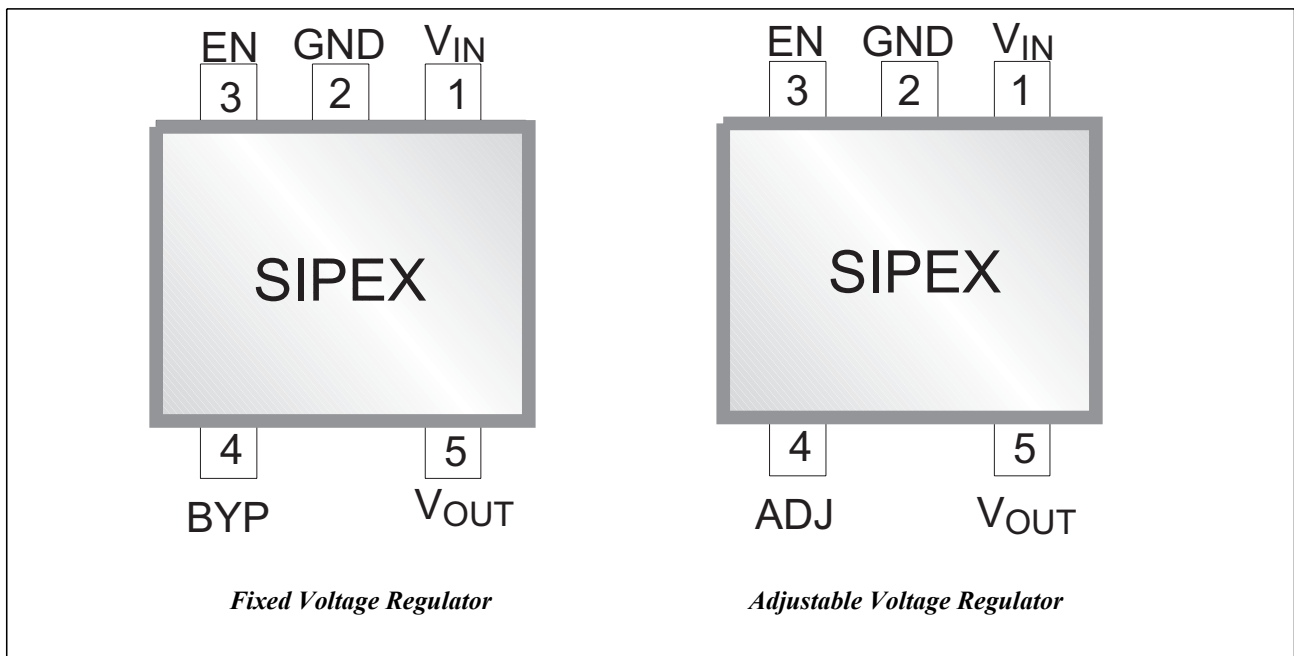 EN GND VIN
3 2 1
SIPEX
4 5
BYP VOUT
Fixed Voltage Regulator
EN GND VIN
3 2 1
SIPEX
4 5
ADJ VOUT
Adjustable Voltage Regulator